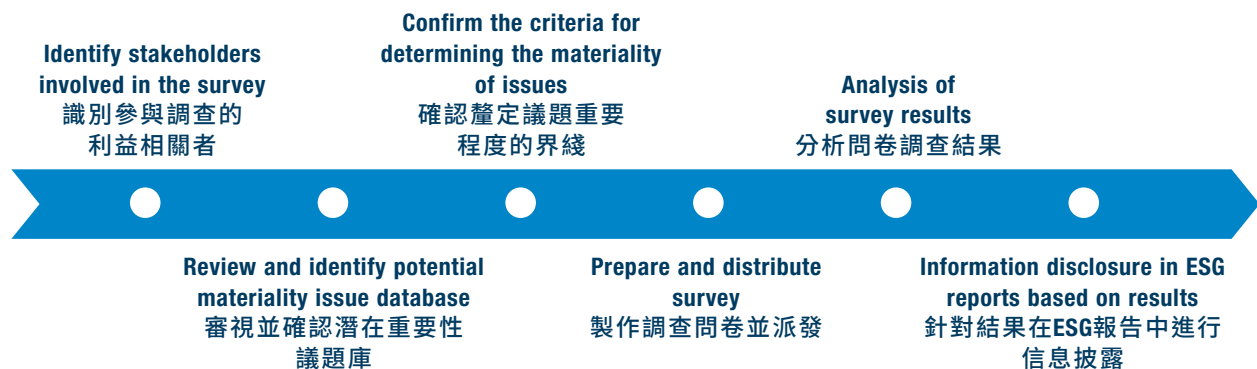 Identify stakeholders
involved in the survey
識別參與調查的
利益相關者
Review and identify potential
materiality issue database
審視並確認潛在重要性
議題庫
Confirm the criteria for
determining the materiality
of issues
確認釐定議題重要
程度的界綫
Prepare and distribute
survey
製作調查問卷並派發
Analysis of
survey results
分析問卷調查結果
Information disclosure in ESG
reports based on results
針對結果在ESG報告中進行
信息披露